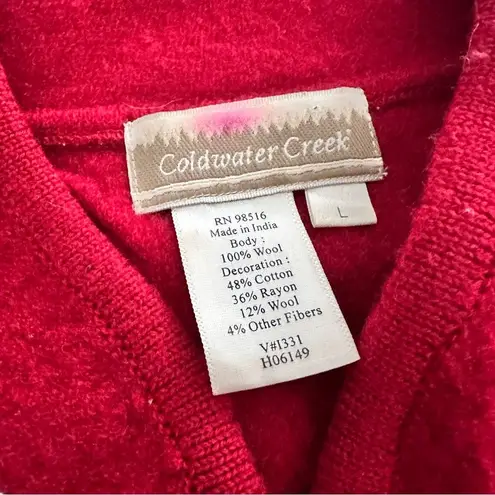 Coldwater Creek
L
RN 98516
Made in India
Body :
100% Wool
Decoration :
48% Cotton
36% Rayon
12% Wool
4% Other Fibers
V#1331
H06149